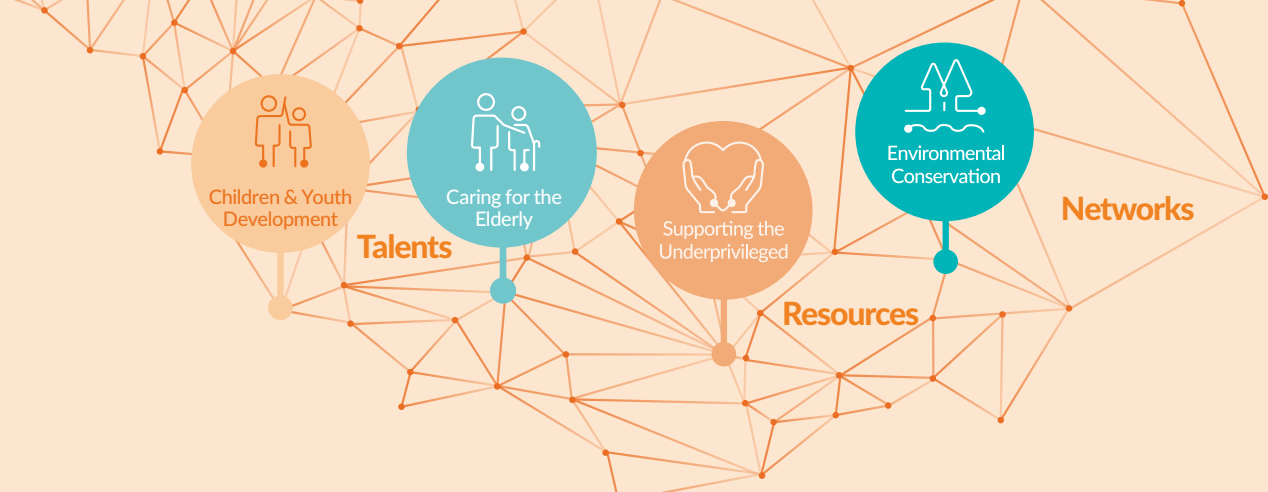 Children & Youth
Development
Talents
Caring for the
Elderly
Supporting the
Underprivileged
Resources
Environmental
Conservation
Networks